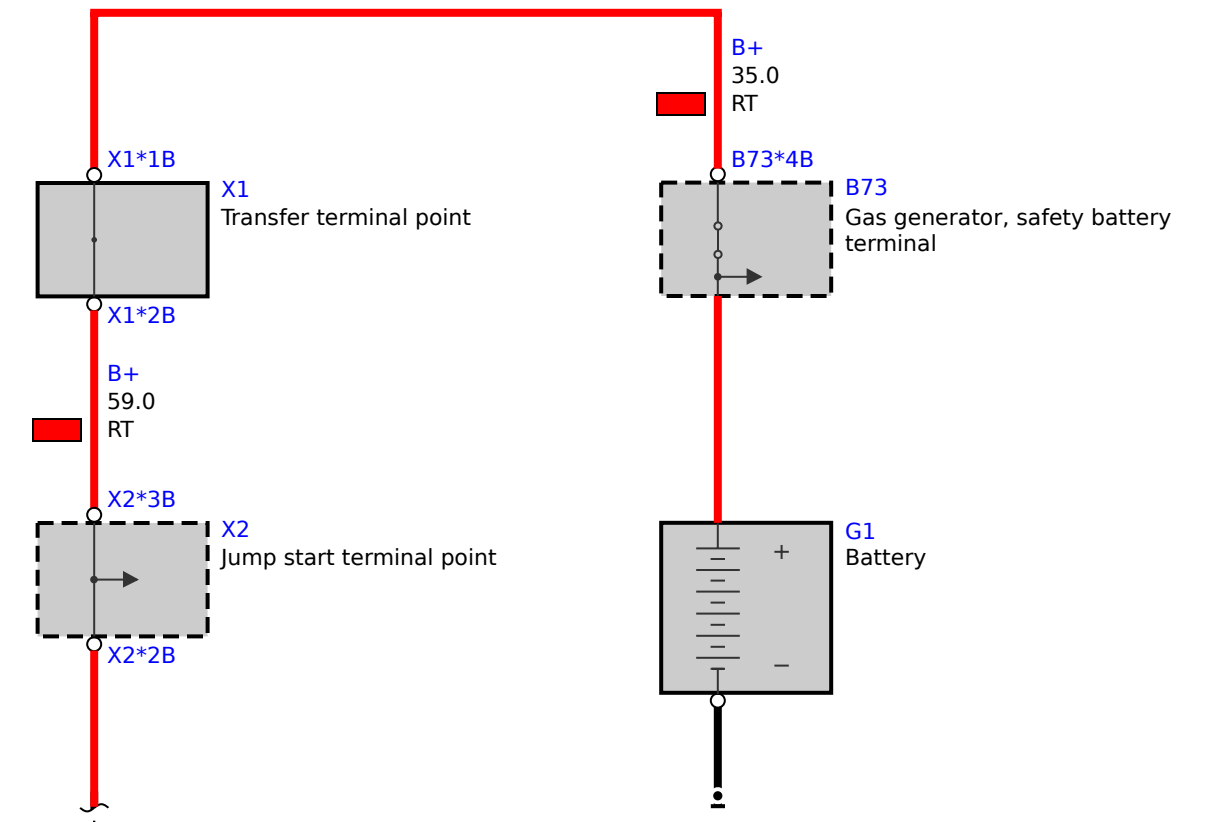 B+
35.0
RT
X1*1B
X1
Transfer terminal point
X1*2B
B73*4B
B73
Gas generator, safety battery
terminal
B+
59.0
RT
X2*3B
X2
Jump start terminal point
X2*2B
G1
Battery
+
−